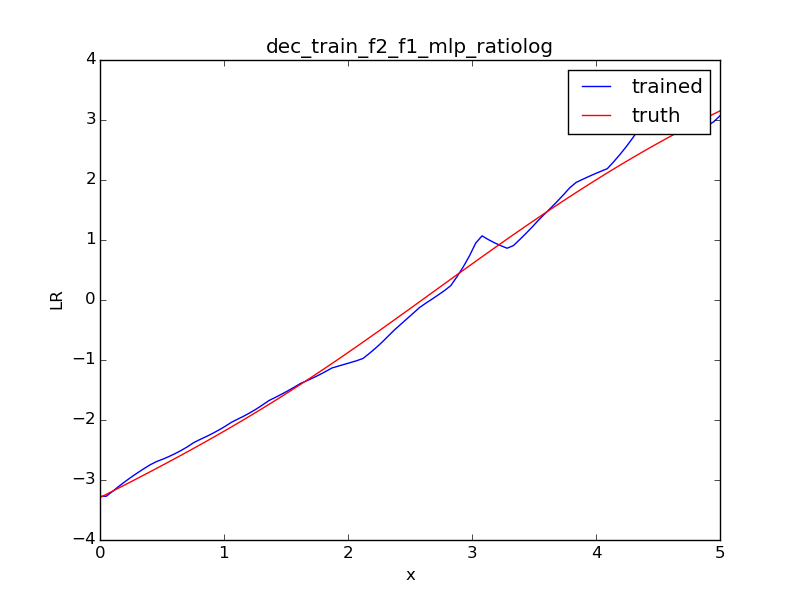 dec_train_f2_f1_mlp_ratiolog
trained
truth
4
3
2
1
0
−1
−2
−3
−4
LR
0 1 2 3 4 5
x